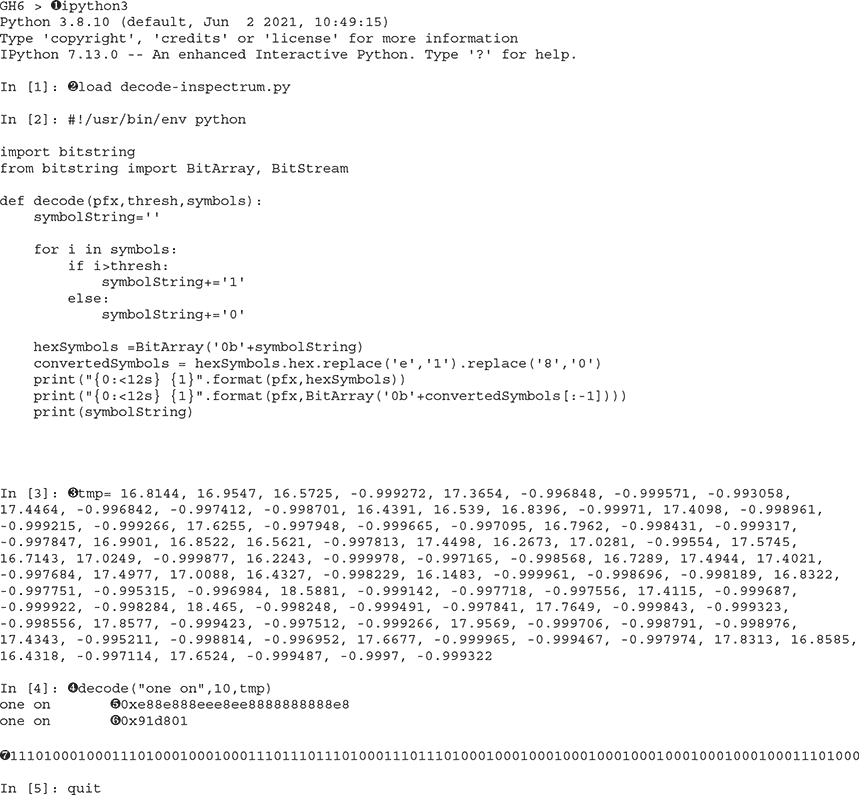 GH6 > ❶ipython3
Python 3.8.10 (default, Jun  2 2021, 10:49:15)
Type 'copyright', 'credits' or 'license' for more information
IPython 7.13.0 -- An enhanced Interactive Python. Type '?' for help.
In [1]: ❷load decode-inspectrum.py
In [2]: #!/usr/bin/env python
import bitstring
from bitstring import BitArray, BitStream
def decode(pfx,thresh,symbols):
    symbolString=''
    for i in symbols:
        if i>thresh:
            symbolString+='1'
        else:
            symbolString+='0'
    hexSymbols =BitArray('0b'+symbolString)
    convertedSymbols = hexSymbols.hex.replace('e','1').replace('8','0')
    print("{0:<12s} {1}".format(pfx,hexSymbols))
    print("{0:<12s} {1}".format(pfx,BitArray('0b'+convertedSymbols[:-1])))
    print(symbolString)
In [3]: ❸tmp= 16.8144, 16.9547, 16.5725, -0.999272, 17.3654, -0.996848, -0.999571, -0.993058,
17.4464, -0.996842, -0.997412, -0.998701, 16.4391, 16.539, 16.8396, -0.99971, 17.4098, -0.998961,
-0.999215, -0.999266, 17.6255, -0.997948, -0.999665, -0.997095, 16.7962, -0.998431, -0.999317,
-0.997847, 16.9901, 16.8522, 16.5621, -0.997813, 17.4498, 16.2673, 17.0281, -0.99554, 17.5745,
16.7143, 17.0249, -0.999877, 16.2243, -0.999978, -0.997165, -0.998568, 16.7289, 17.4944, 17.4021,
-0.997684, 17.4977, 17.0088, 16.4327, -0.998229, 16.1483, -0.999961, -0.998696, -0.998189, 16.8322,
-0.997751, -0.995315, -0.996984, 18.5881, -0.999142, -0.997718, -0.997556, 17.4115, -0.999687,
-0.999922, -0.998284, 18.465, -0.998248, -0.999491, -0.997841, 17.7649, -0.999843, -0.999323,
-0.998556, 17.8577, -0.999423, -0.997512, -0.999266, 17.9569, -0.999706, -0.998791, -0.998976,
17.4343, -0.995211, -0.998814, -0.996952, 17.6677, -0.999965, -0.999467, -0.997974, 17.8313, 16.8585,
16.4318, -0.997114, 17.6524, -0.999487, -0.9997, -0.999322
In [4]: ❹decode("one on",10,tmp)
one on       ❺0xe88e888eee8ee8888888888e8
one on       ❻0x91d801
❼1110100010001110100010001000111011101110100011101110100010001000100010001000100010001000100011101000
In [5]: quit